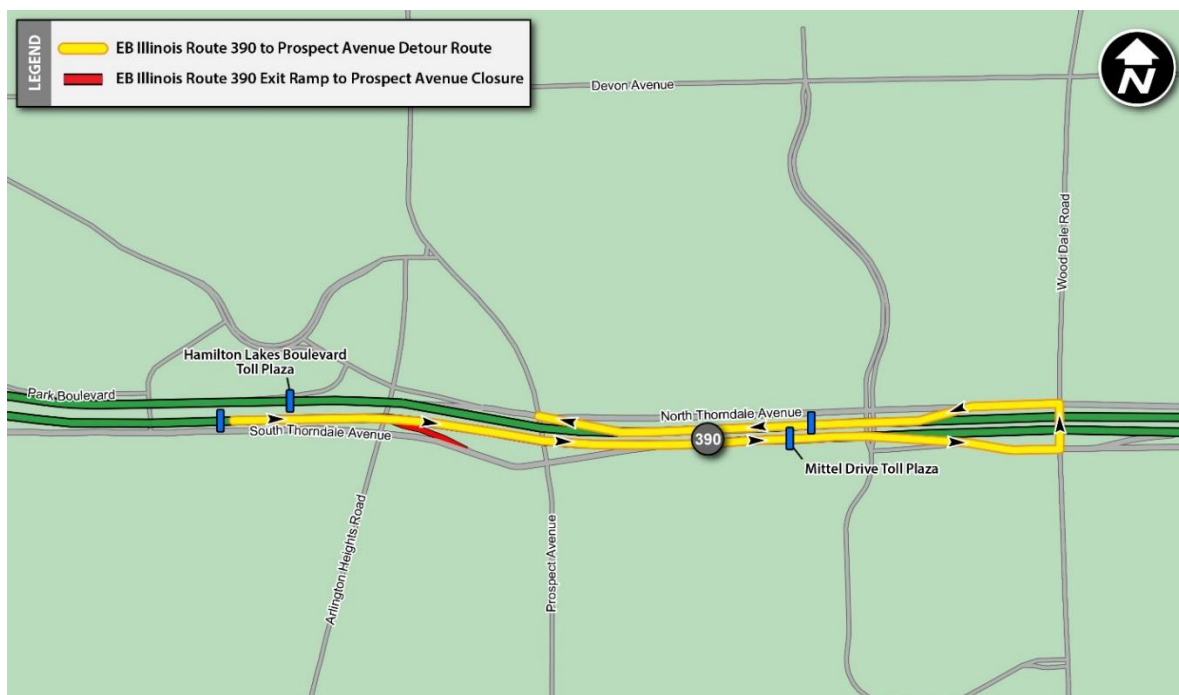 LEGEND
EB Illinois Route 390 to Prospect Avenue Detour Route
EB Illinois Route 390 Exit Ramp to Prospect Avenue Closure
N
Devon Avenue
Wood Dale Road
Hamilton Lakes Boulevard
Toll Plaza
Park Boulevard
North Thorndale Avenue
South Thorndale Avenue
390
Mittel Drive Toll Plaza
Arlington Heights Road
Prospect Avenue